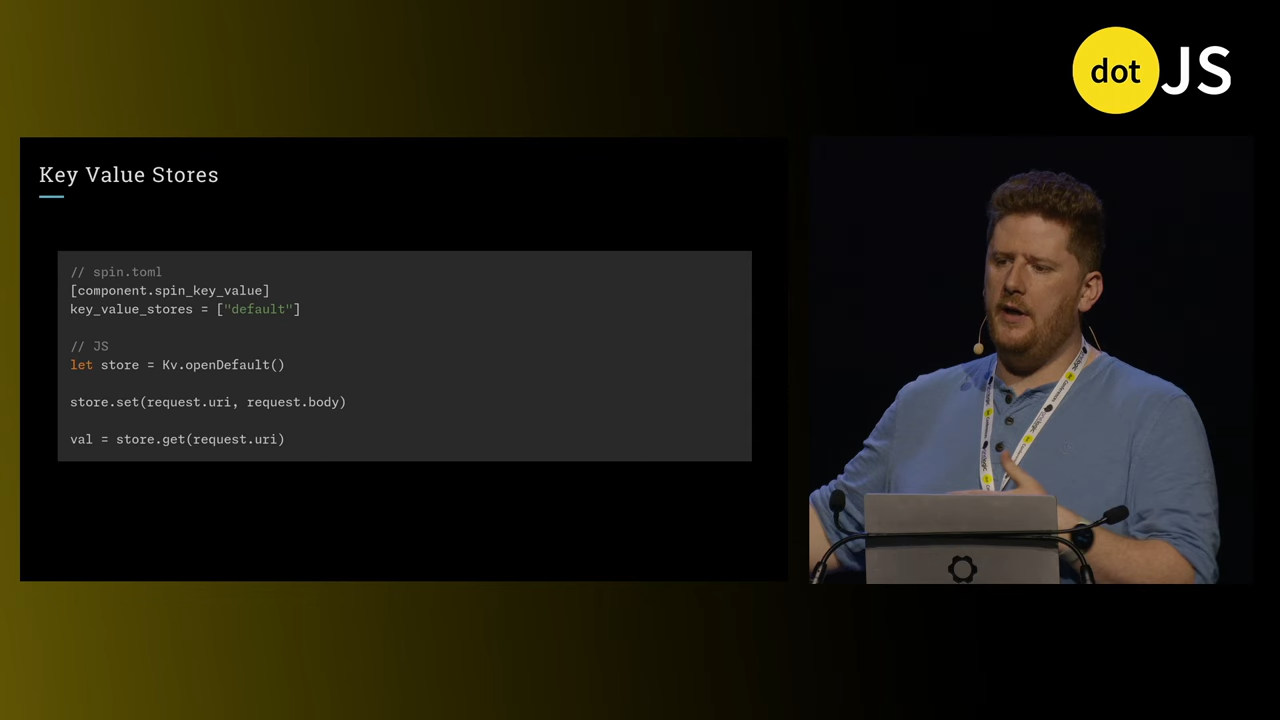 dot JS
Key Value Stores
// spin.toml
[component.spin_key_value]
key_value_stores = ["default"]
// JS
let store = Kv.openDefault()
store.set(request.uri, request.body)
val = store.get(request.uri)